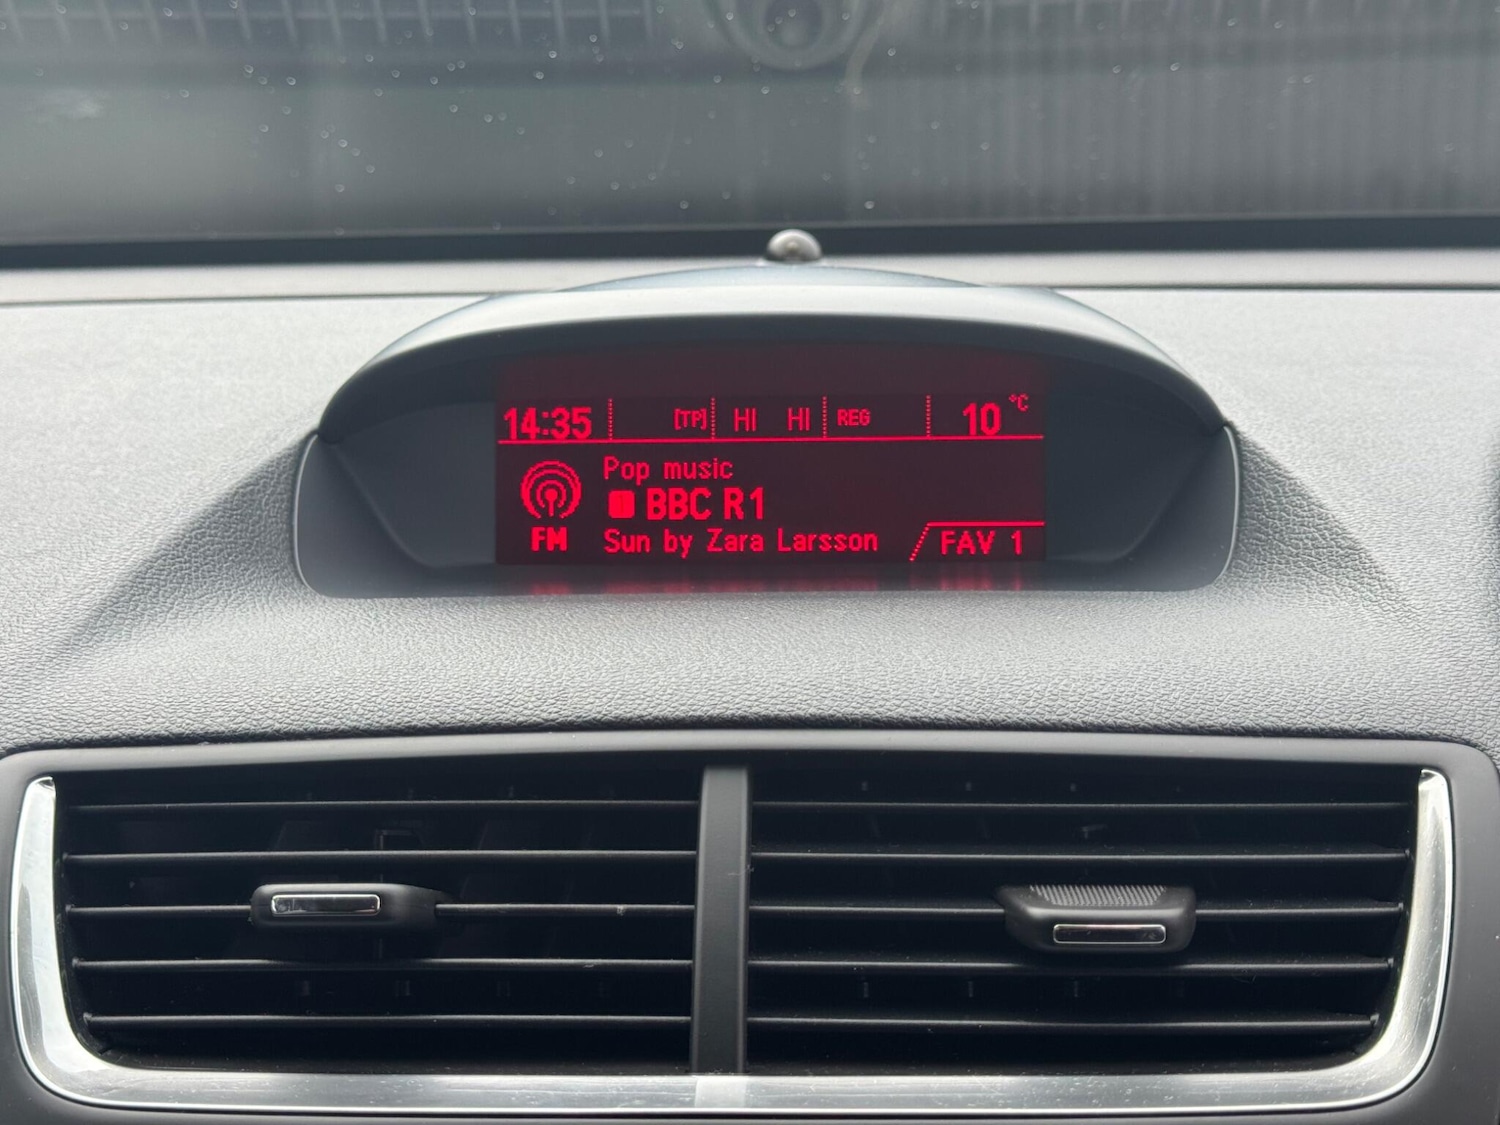 14:35 [TP] HI HI REG 10 °C
Pop music
BBC R1
FM Sun by Zara Larsson FAV 1